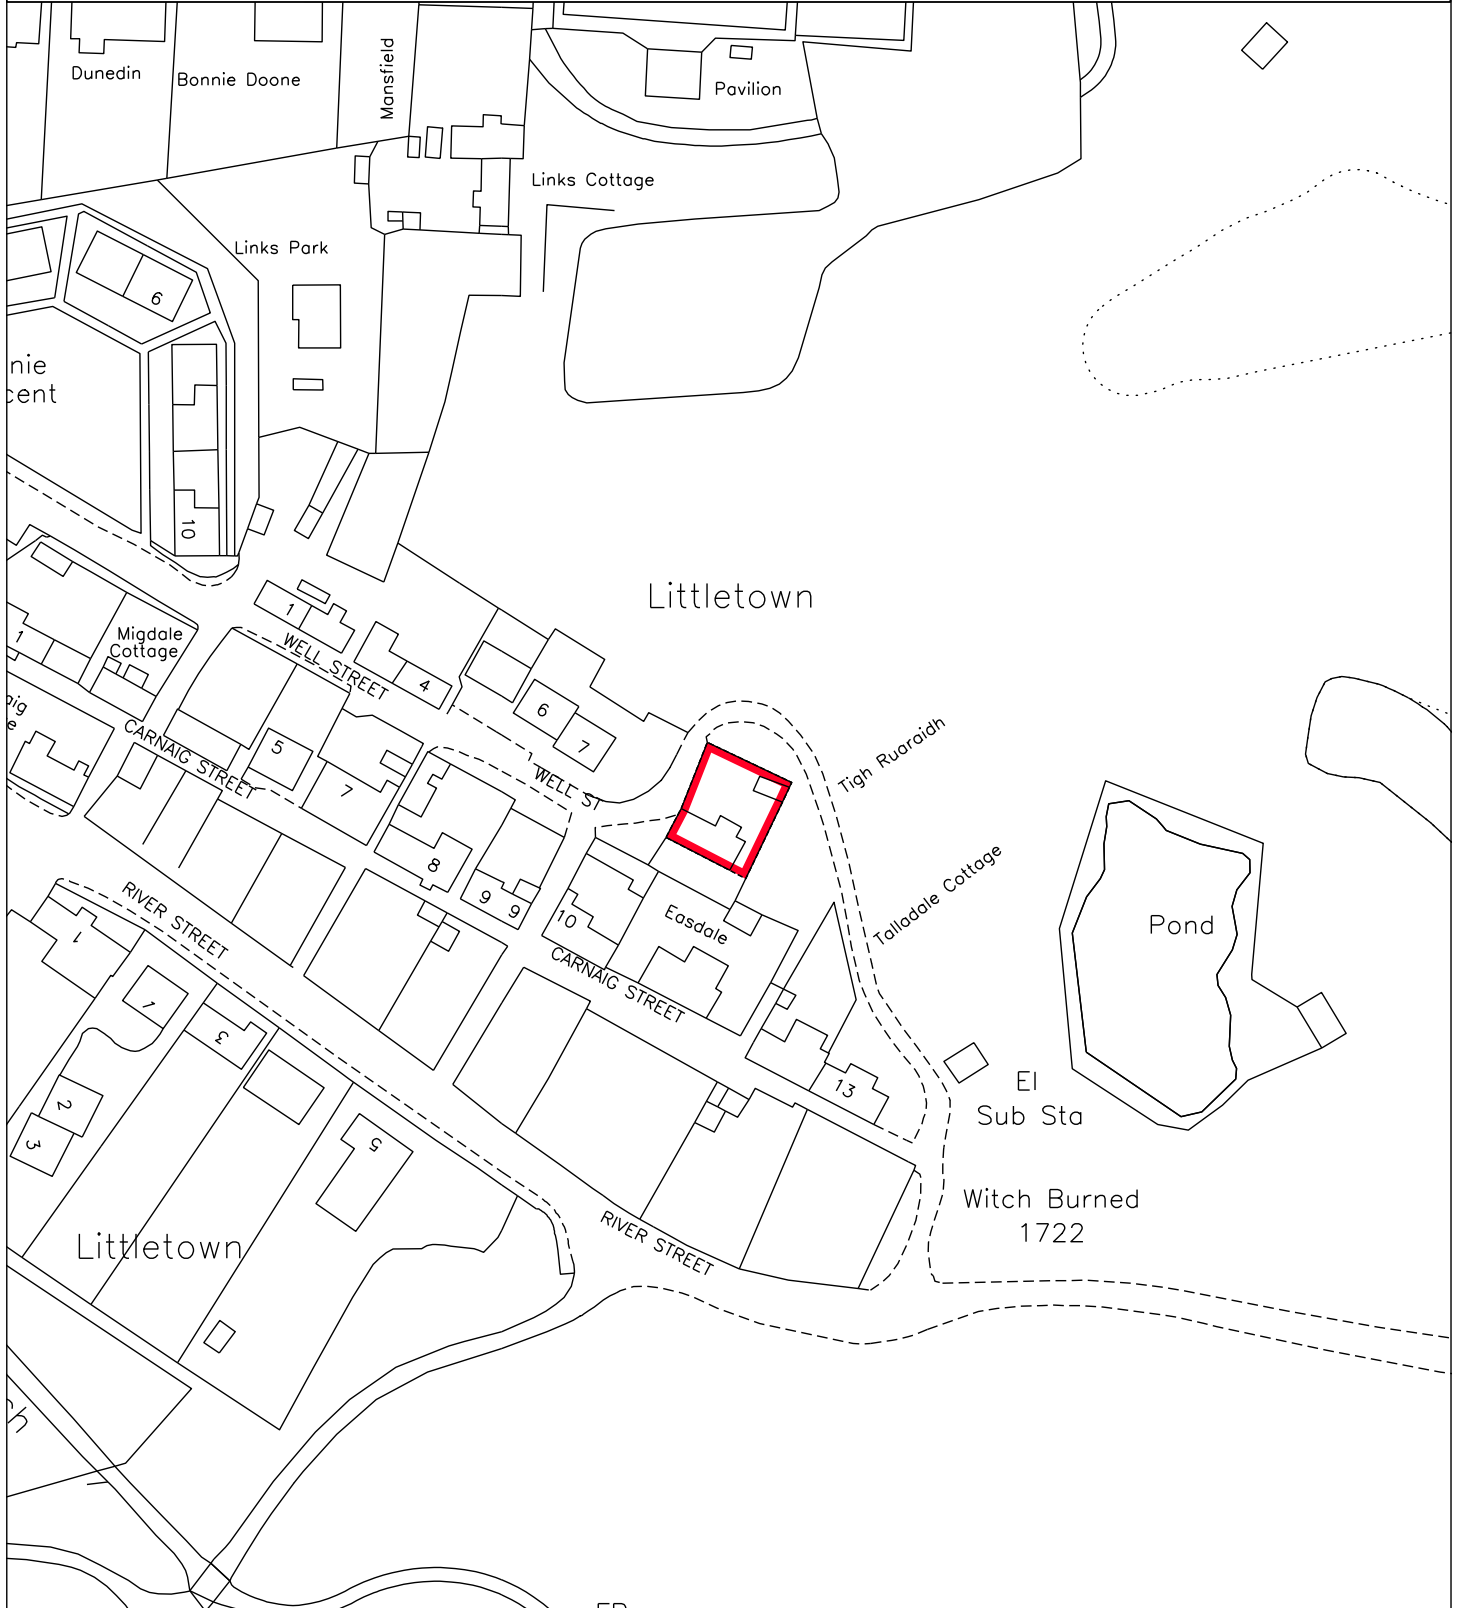 Dunedin
Bonnie Doone
Mansfield
Pavilion
Links Cottage
Links Park
6
nie
cent
10
Littletown
1
WELL STREET
4
Migdale
Cottage
1
aig
e
CARNAIG STREET
5
7
6
7
WELL ST
Tigh Ruaraidh
8
9
9
10
Easdale
Talladale Cottage
Pond
RIVER STREET
1
1
3
CARNAIG STREET
13
El
Sub Sta
2
3
5
Witch Burned
1722
Littletown
RIVER STREET
ch